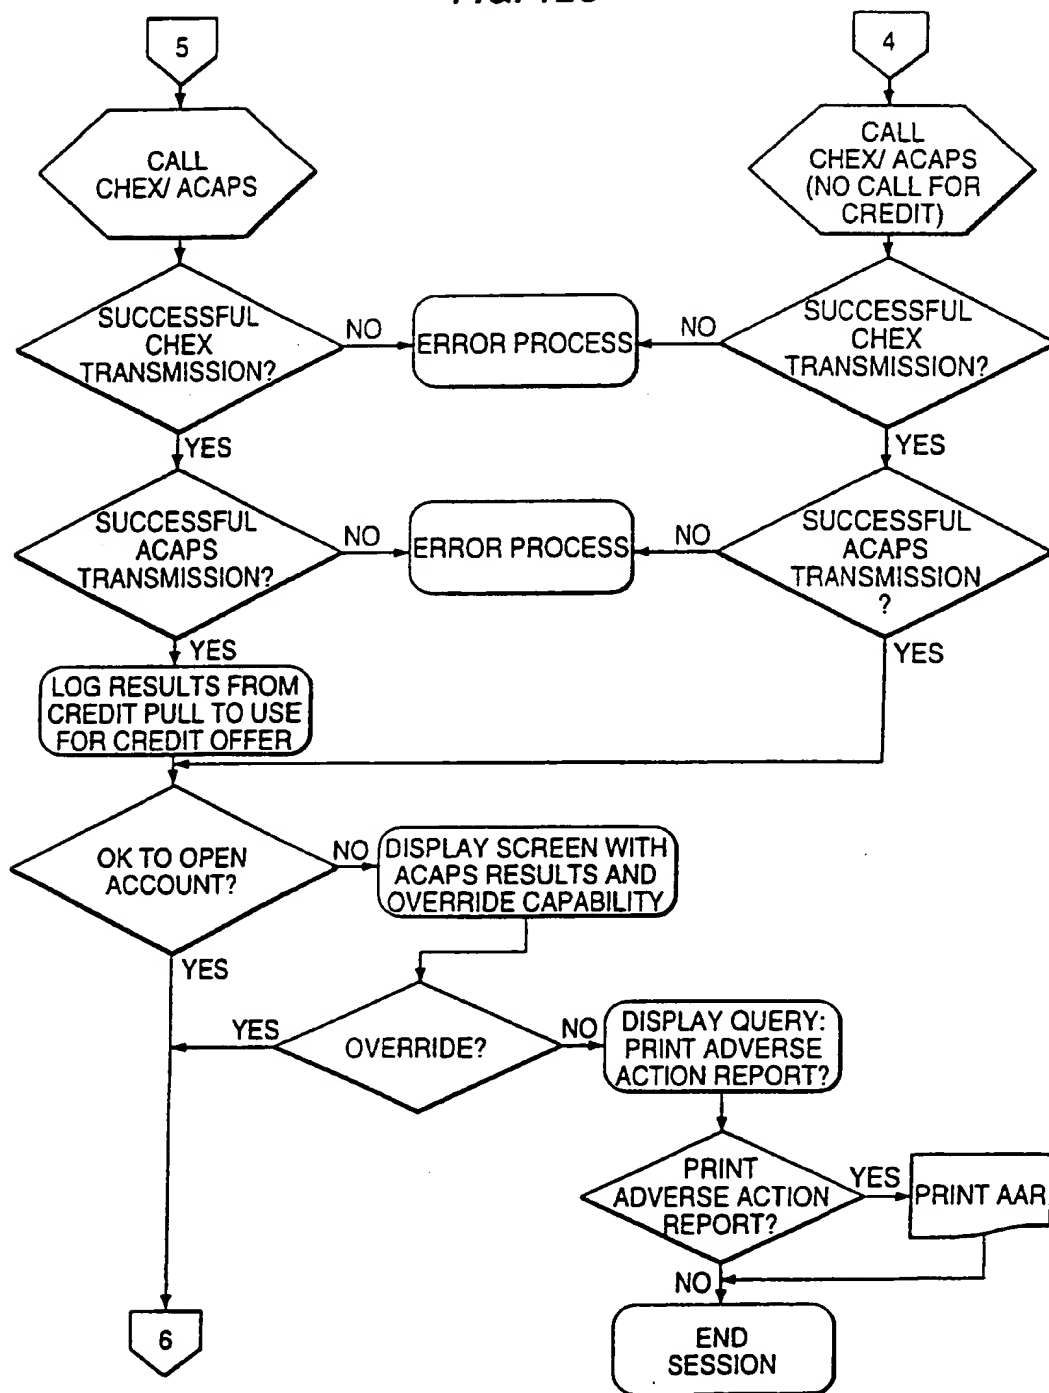 5
4
CALL
CHEX/ ACAPS
CALL
CHEX/ ACAPS
(NO CALL FOR
CREDIT)
SUCCESSFUL
CHEX
TRANSMISSION?
NO
ERROR PROCESS
NO
SUCCESSFUL
CHEX
TRANSMISSION?
YES
YES
SUCCESSFUL
ACAPS
TRANSMISSION?
NO
ERROR PROCESS
NO
SUCCESSFUL
ACAPS
TRANSMISSION
?
YES
YES
LOG RESULTS FROM
CREDIT PULL TO USE
FOR CREDIT OFFER
OK TO OPEN
ACCOUNT?
NO
DISPLAY SCREEN WITH
ACAPS RESULTS AND
OVERRIDE CAPABILITY
YES
YES
OVERRIDE?
NO
DISPLAY QUERY:
PRINT ADVERSE
ACTION REPORT?
PRINT
ADVERSE ACTION
REPORT?
YES
PRINT AAR
NO
6
END
SESSION